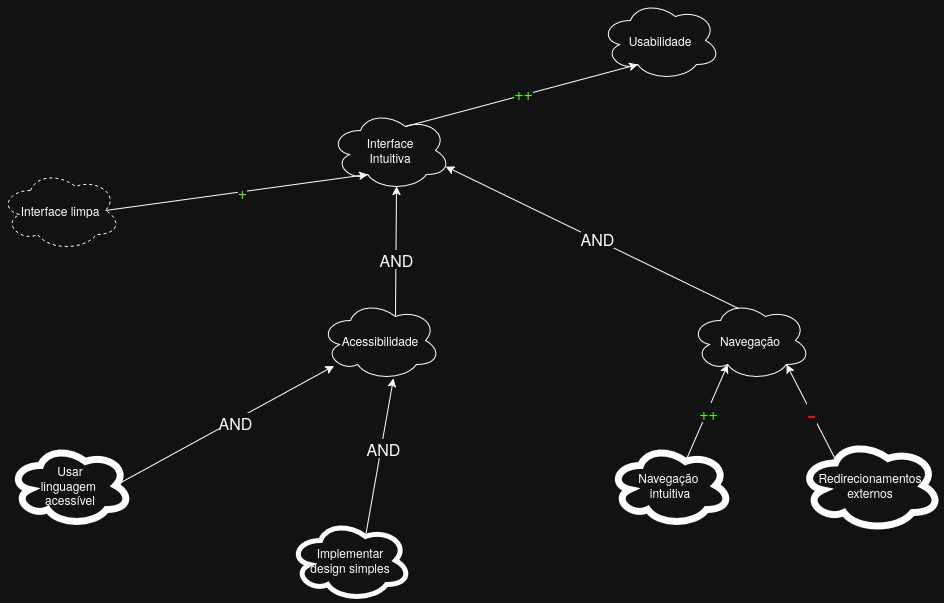 Usabilidade
++
Interface
Intuitiva
+
Interface limpa
AND
AND
Acessibilidade
Navegação
AND
++
-
AND
Usar
linguagem
acessível
Navegação
intuitiva
Redirecionamentos
externos
Implementar
design simples